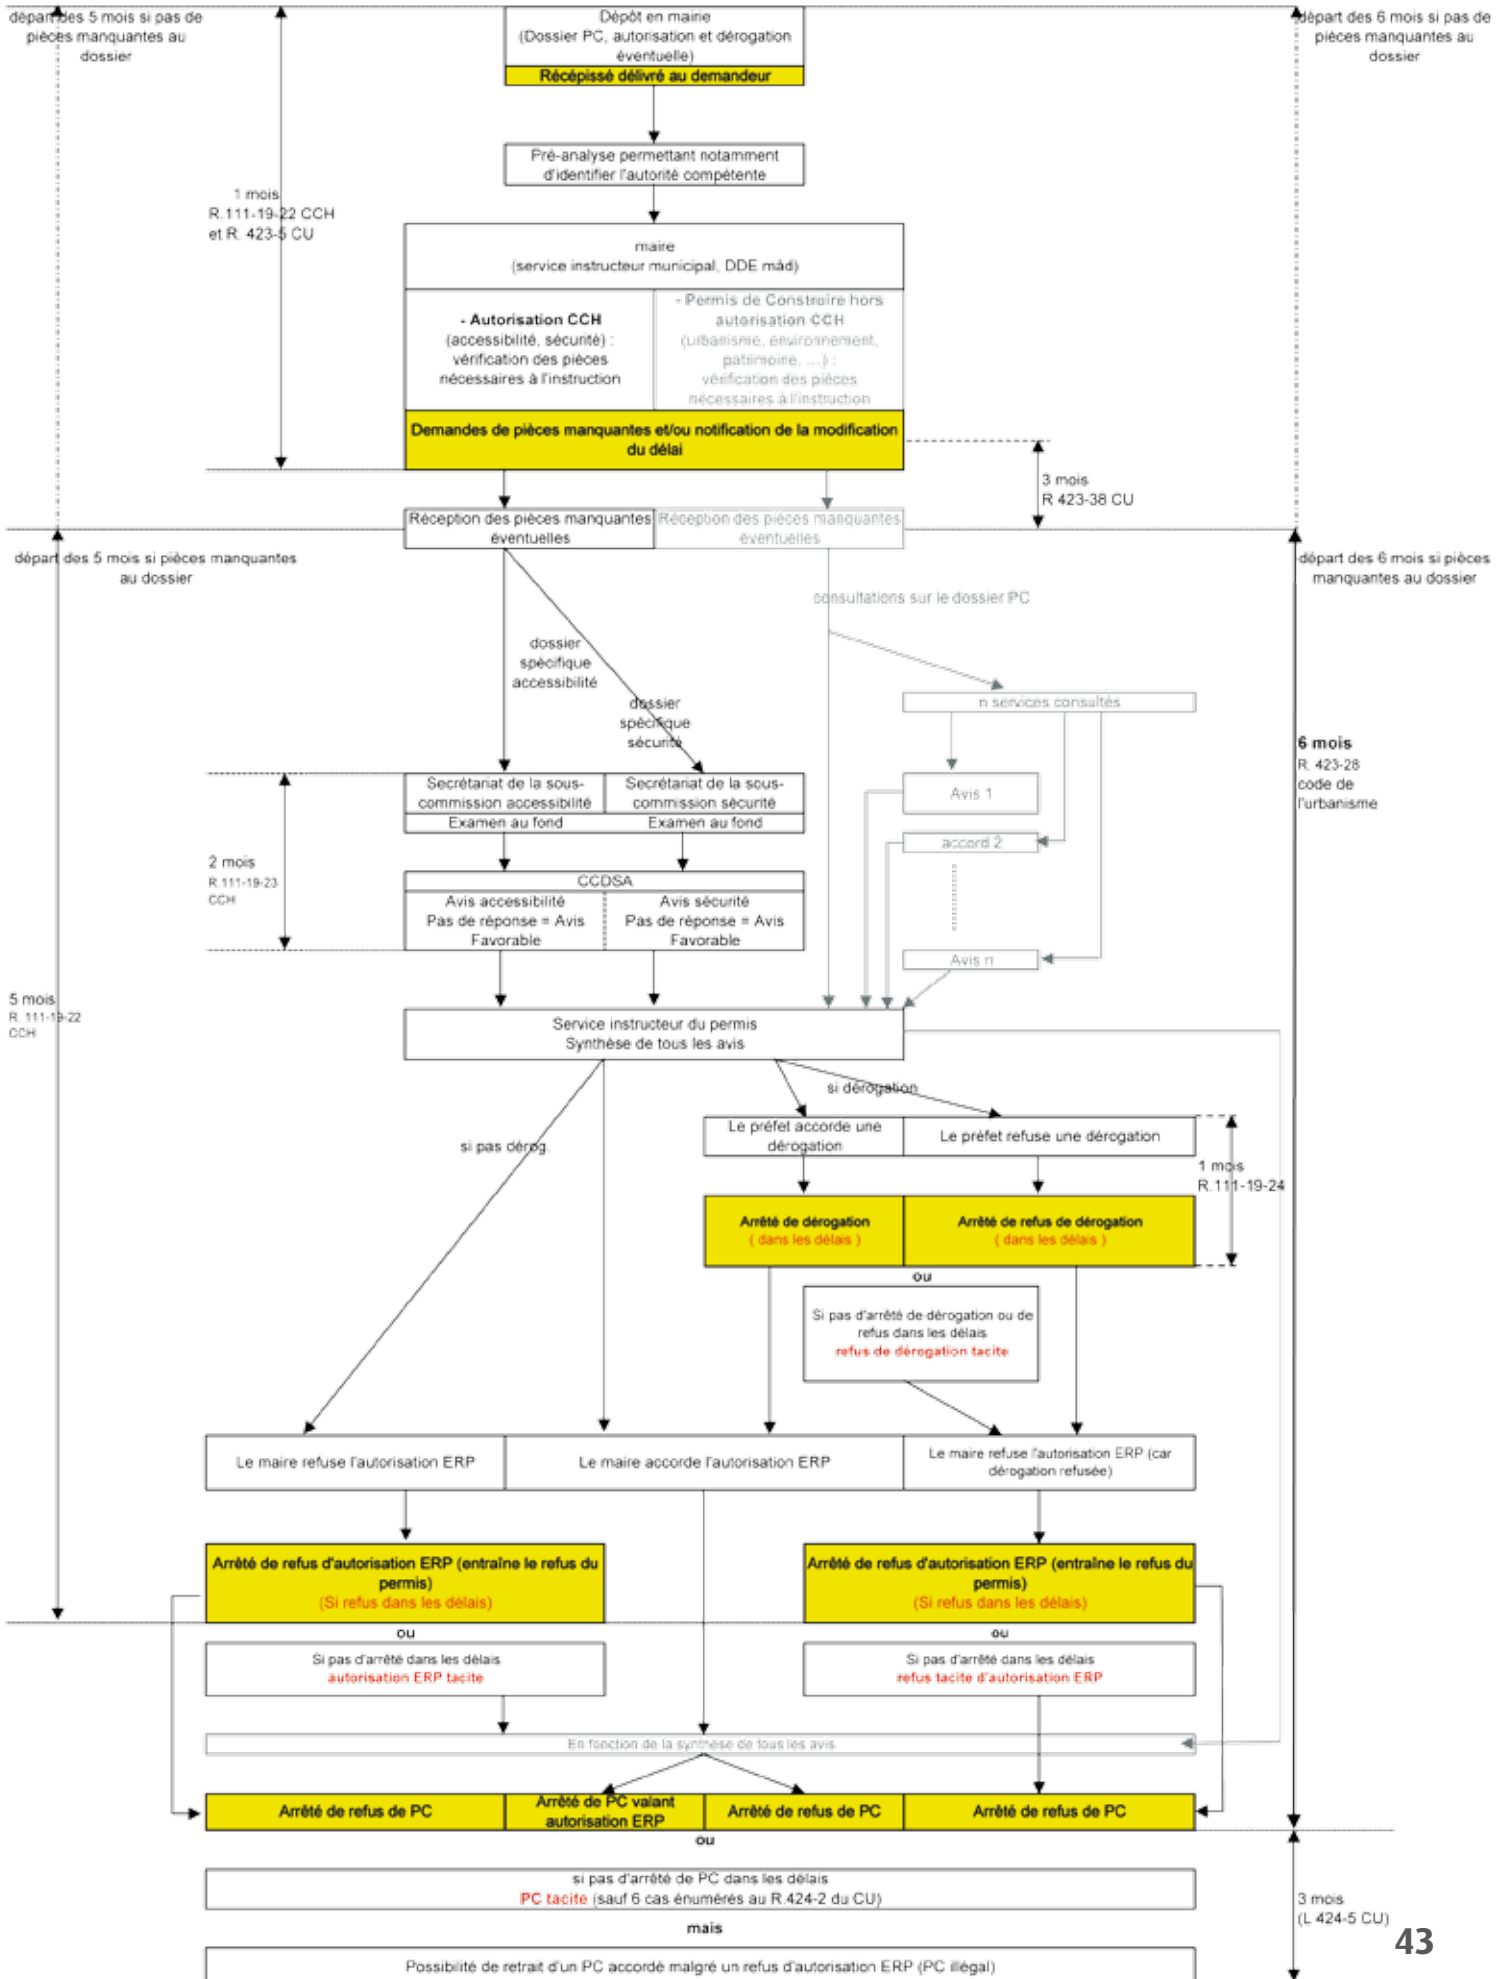 départ des 5 mois si pas de
pièces manquantes au
dossier
Dépôt en mairie
(Dossier PC, autorisation et dérogation
éventuelle)
Récépissé délivré au demandeur
départ des 6 mois si pas de
pièces manquantes au
dossier
Pré-analyse permettant notamment
d'identifier l'autorité compétente
1 mois
R.111-19-22 CCH
et R. 423-5 CU
maire
(service instructeur municipal, DDE màd)
- Autorisation CCH
(accessibilité, sécurité) :
vérification des pièces
nécessaires à l'instruction
- Permis de Construire hors
autorisation CCH
(urbanisme, environnement,
patrimoine, ...) :
vérification des pièces
nécessaires à l'instruction
Demandes de pièces manquantes et/ou notification de la modification
du délai
3 mois
R 423-38 CU
Réception des pièces manquantes
éventuelles
Réception des pièces manquantes
éventuelles
départ des 5 mois si pièces manquantes
au dossier
départ des 6 mois si pièces
manquantes au dossier
consultations sur le dossier PC
dossier
spécifique
accessibilité
dossier
spécifique
sécurité
n services consultés
6 mois
R. 423-28
code de
l'urbanisme
Secrétariat de la sous-
commission accessibilité
Secrétariat de la sous-
commission sécurité
Examen au fond
Examen au fond
Avis 1
accord 2
2 mois
R.111-19-23
CCH
CCDSA
Avis accessibilité
Pas de réponse = Avis
Favorable
Avis sécurité
Pas de réponse = Avis
Favorable
Avis n
5 mois
R. 111-19-22
CCH
Service instructeur du permis
Synthèse de tous les avis
si dérogation
si pas dérog.
Le préfet accorde une
dérogation
Le préfet refuse une dérogation
1 mois
R.111-19-24
Arrêté de dérogation
( dans les délais )
Arrêté de refus de dérogation
( dans les délais )
ou
Si pas d'arrêté de dérogation ou de
refus dans les délais
refus de dérogation tacite
Le maire refuse l'autorisation ERP
Le maire accorde l'autorisation ERP
Le maire refuse l'autorisation ERP (car
dérogation refusée)
Arrêté de refus d'autorisation ERP (entraîne le refus du
permis)
(Si refus dans les délais)
Arrêté de refus d'autorisation ERP (entraîne le refus du
permis)
(Si refus dans les délais)
ou
ou
Si pas d'arrêté dans les délais
autorisation ERP tacite
Si pas d'arrêté dans les délais
refus tacite d'autorisation ERP
En fonction de la synthèse de tous les avis
Arrêté de refus de PC
Arrêté de PC valant
autorisation ERP
Arrêté de refus de PC
Arrêté de refus de PC
ou
si pas d'arrêté de PC dans les délais
PC tacite (sauf 6 cas énumérés au R.424-2 du CU)
3 mois
(L 424-5 CU)
mais
43
Possibilité de retrait d'un PC accordé malgré un refus d'autorisation ERP (PC illégal)